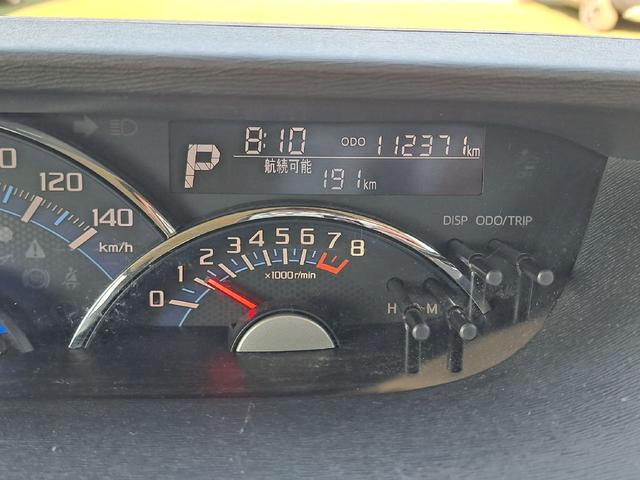 8:10 ODO 112371km
P 航続可能
191km
120
140
km/h
DISP ODO/TRIP
0 1 2 3 4 5 6 7 8
×1000r/min
H M